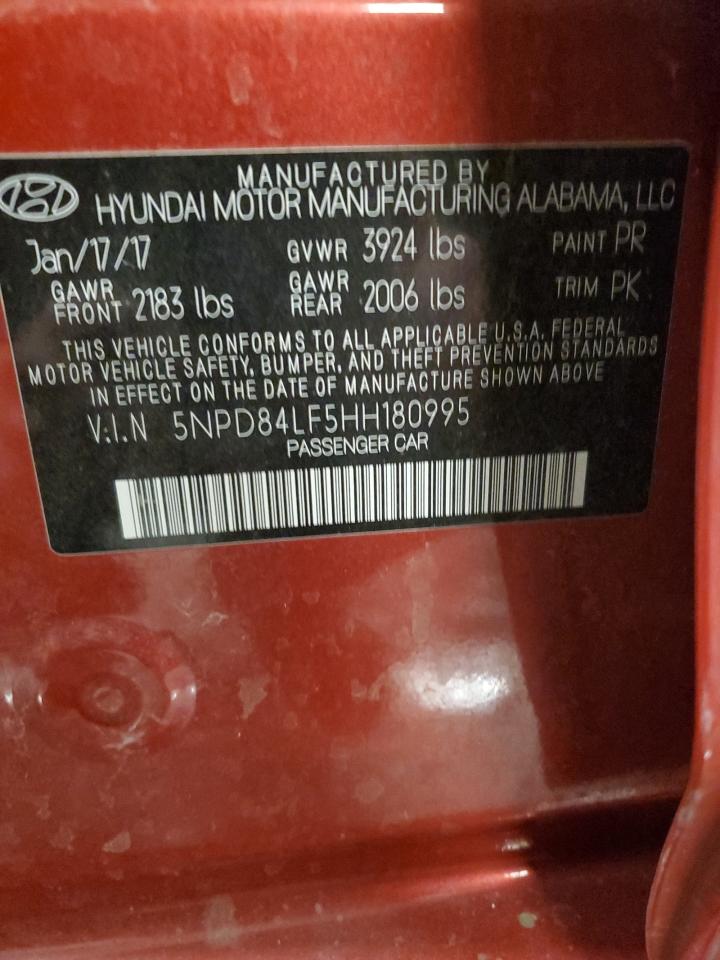 MANUFACTURED BY
HYUNDAI MOTOR MANUFACTURING ALABAMA, LLC
Jan/17/17 GVWR 3924 lbs PAINT PR
GAWR FRONT 2183 lbs GAWR REAR 2006 lbs TRIM PK
THIS VEHICLE CONFORMS TO ALL APPLICABLE U.S.A. FEDERAL
MOTOR VEHICLE SAFETY, BUMPER, AND THEFT PREVENTION STANDARDS
IN EFFECT ON THE DATE OF MANUFACTURE SHOWN ABOVE
V.I.N 5NPD84LF5HH180995
PASSENGER CAR